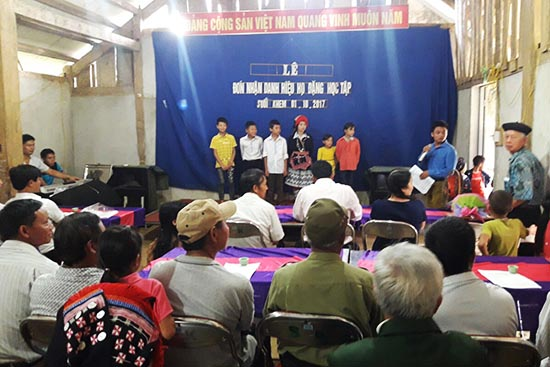 ĐẢNG CỘNG SẢN VIỆT NAM QUANG VINH MUÔN NĂM
LỄ
ĐÓN NHẬN DANH HIỆU HỌ ĐẶNG HỌC TẬP
SUỐI KHEM 01.10.2017